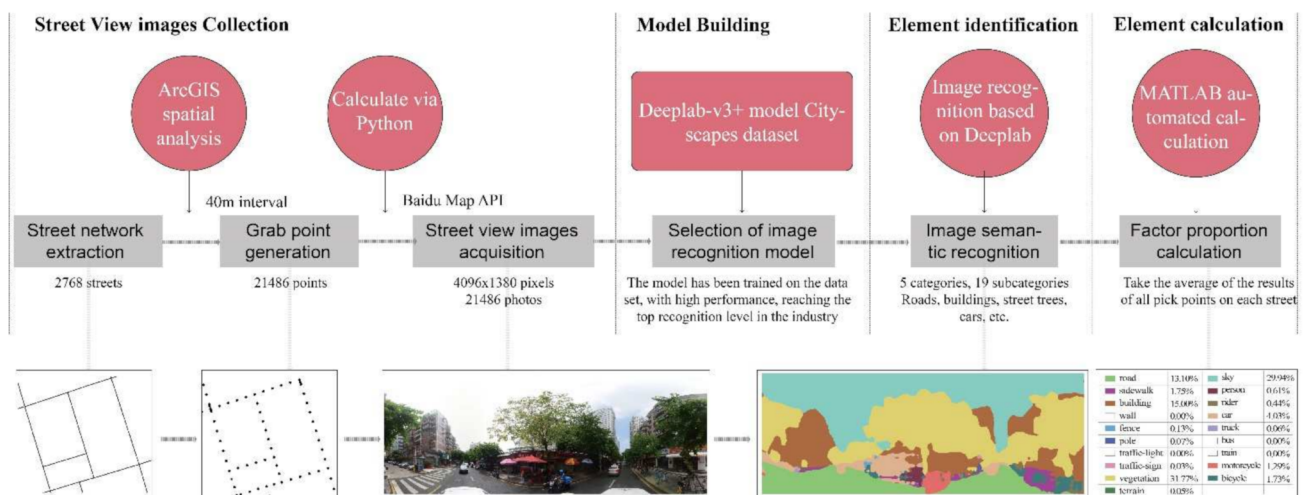 Street View images Collection
Model Building
Element identification
Element calculation
ArcGIS
spatial
analysis
Calculate via
Python
Deeplab-v3+ model City-
scapes dataset
Image recog-
nition based
on Deeplab
MATLAB au-
tomated cal-
culation
40m interval
Baidu Map API
Street network
extraction
Grab point
generation
Street view images
acquisition
Selection of image
recognition model
Image seman-
tic recognition
Factor proportion
calculation
2768 streets
21486 points
4096x1380 pixels
21486 photos
The model has been trained on the data
set, with high performance, reaching the
top recognition level in the industry
5 categories, 19 subcategories
Roads, buildings, street trees,
cars, etc.
Take the average of the results
of all pick points on each street
road 13.10% sky 29.94%
sidewalk 1.75% person 0.61%
building 15.00% rider 0.44%
wall 0.00% car 4.03%
fence 0.13% truck 0.06%
pole 0.07% bus 0.00%
traffic-light 0.00% train 0.00%
traffic-sign 0.03% motorcycle 1.29%
vegetation 31.77% bicycle 1.73%
terrain 0.05%